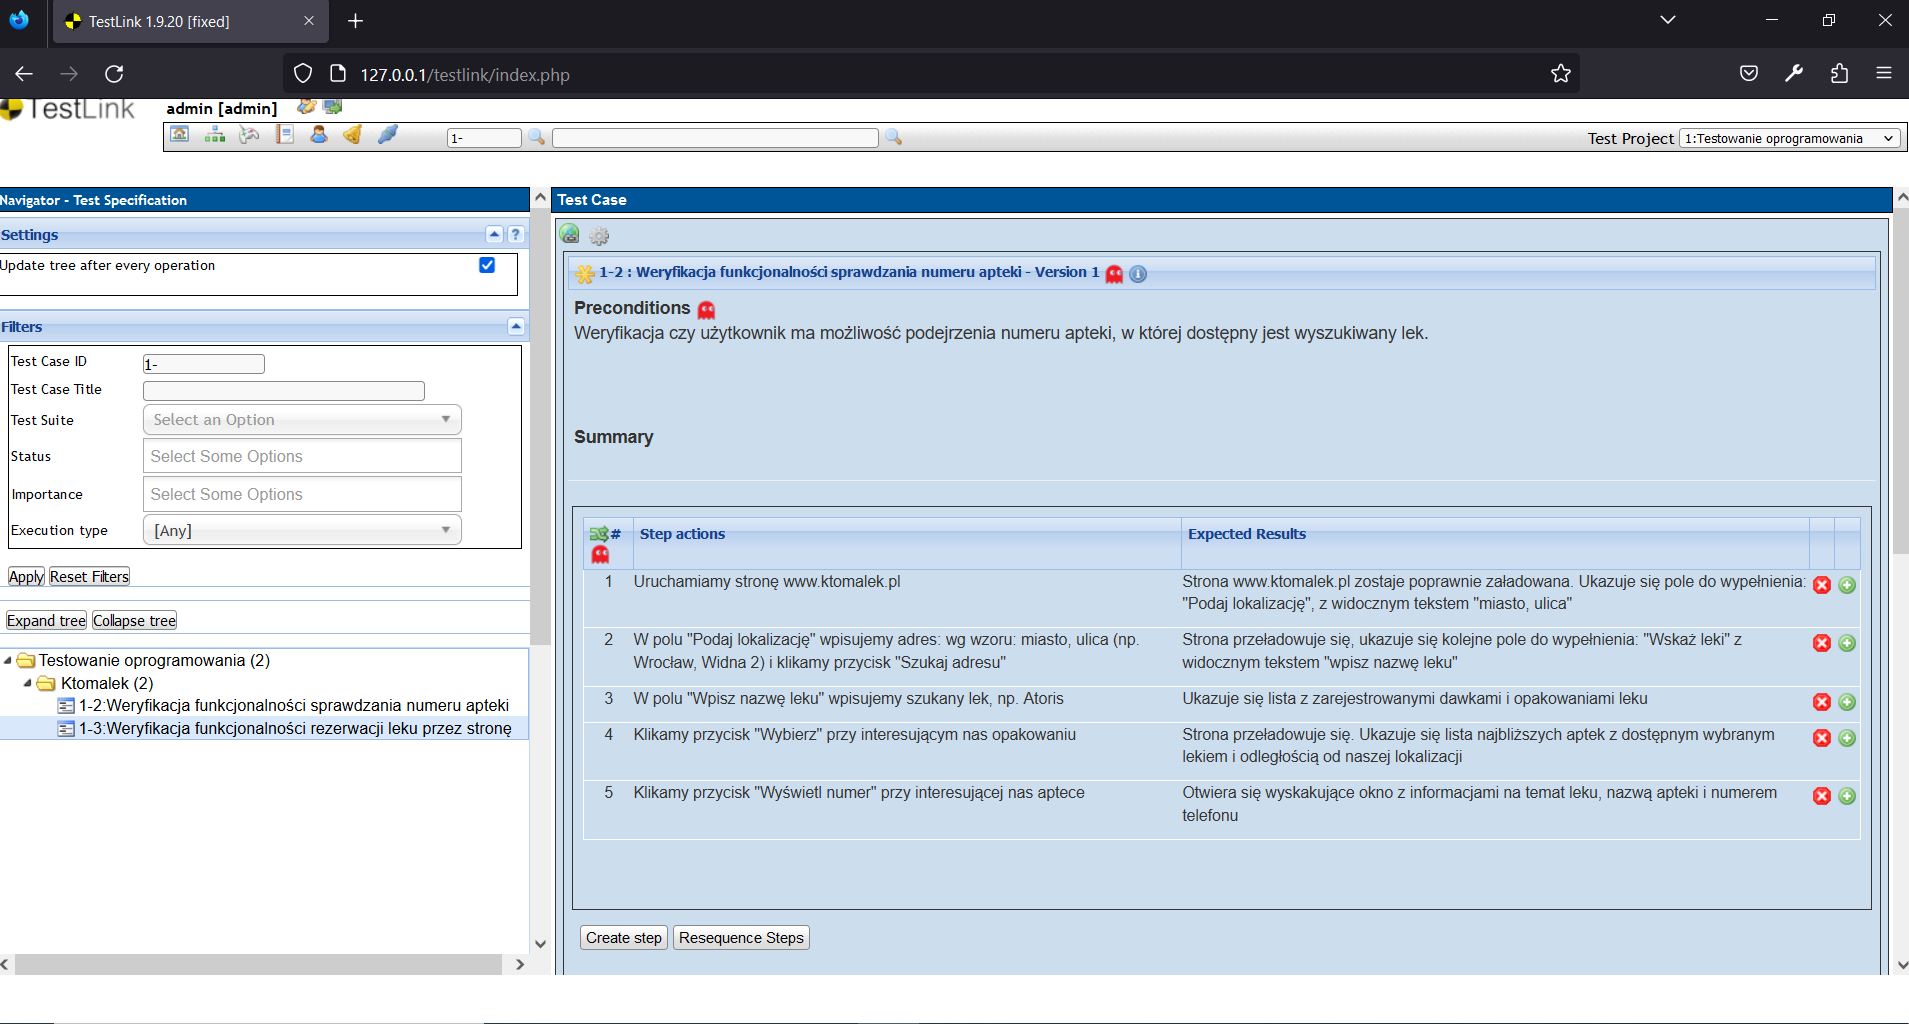 TestLink 1.9.20 [fixed]
127.0.0.1/testlink/index.php
TestLink
admin [admin]
1-
Test Project 1:Testowanie oprogramowania
Navigator - Test Specification
Settings
?
Update tree after every operation
Filters
Test Case ID 1-
Test Case Title
Test Suite Select an Option
Status Select Some Options
Importance Select Some Options
Execution type [Any]
Apply Reset Filters
Expand tree Collapse tree
Testowanie oprogramowania (2)
Ktomalek (2)
1-2:Weryfikacja funkcjonalności sprawdzania numeru apteki
1-3:Weryfikacja funkcjonalności rezerwacji leku przez stronę
Test Case
1-2 : Weryfikacja funkcjonalności sprawdzania numeru apteki - Version 1
Preconditions
Weryfikacja czy użytkownik ma możliwość podejrzenia numeru apteki, w której dostępny jest wyszukiwany lek.
Summary
# Step actions Expected Results
1 Uruchamiamy stronę www.ktomalek.pl Strona www.ktomalek.pl zostaje poprawnie załadowana. Ukazuje się pole do wypełnienia:
"Podaj lokalizację", z widocznym tekstem "miasto, ulica"
2 W polu "Podaj lokalizację" wpisujemy adres: wg wzoru: miasto, ulica (np. Strona przeładowuje się, ukazuje się kolejne pole do wypełnienia: "Wskaż leki" z
Wrocław, Widna 2) i klikamy przycisk "Szukaj adresu" widocznym tekstem "wpisz nazwę leku"
3 W polu "Wpisz nazwę leku" wpisujemy szukany lek, np. Atoris Ukazuje się lista z zarejestrowanymi dawkami i opakowaniami leku
4 Klikamy przycisk "Wybierz" przy interesującym nas opakowaniu Strona przeładowuje się. Ukazuje się lista najbliższych aptek z dostępnym wybranym
lekiem i odległością od naszej lokalizacji
5 Klikamy przycisk "Wyświetl numer" przy interesującej nas aptece Otwiera się wyskakujące okno z informacjami na temat leku, nazwą apteki i numerem
telefonu
Create step Resequence Steps